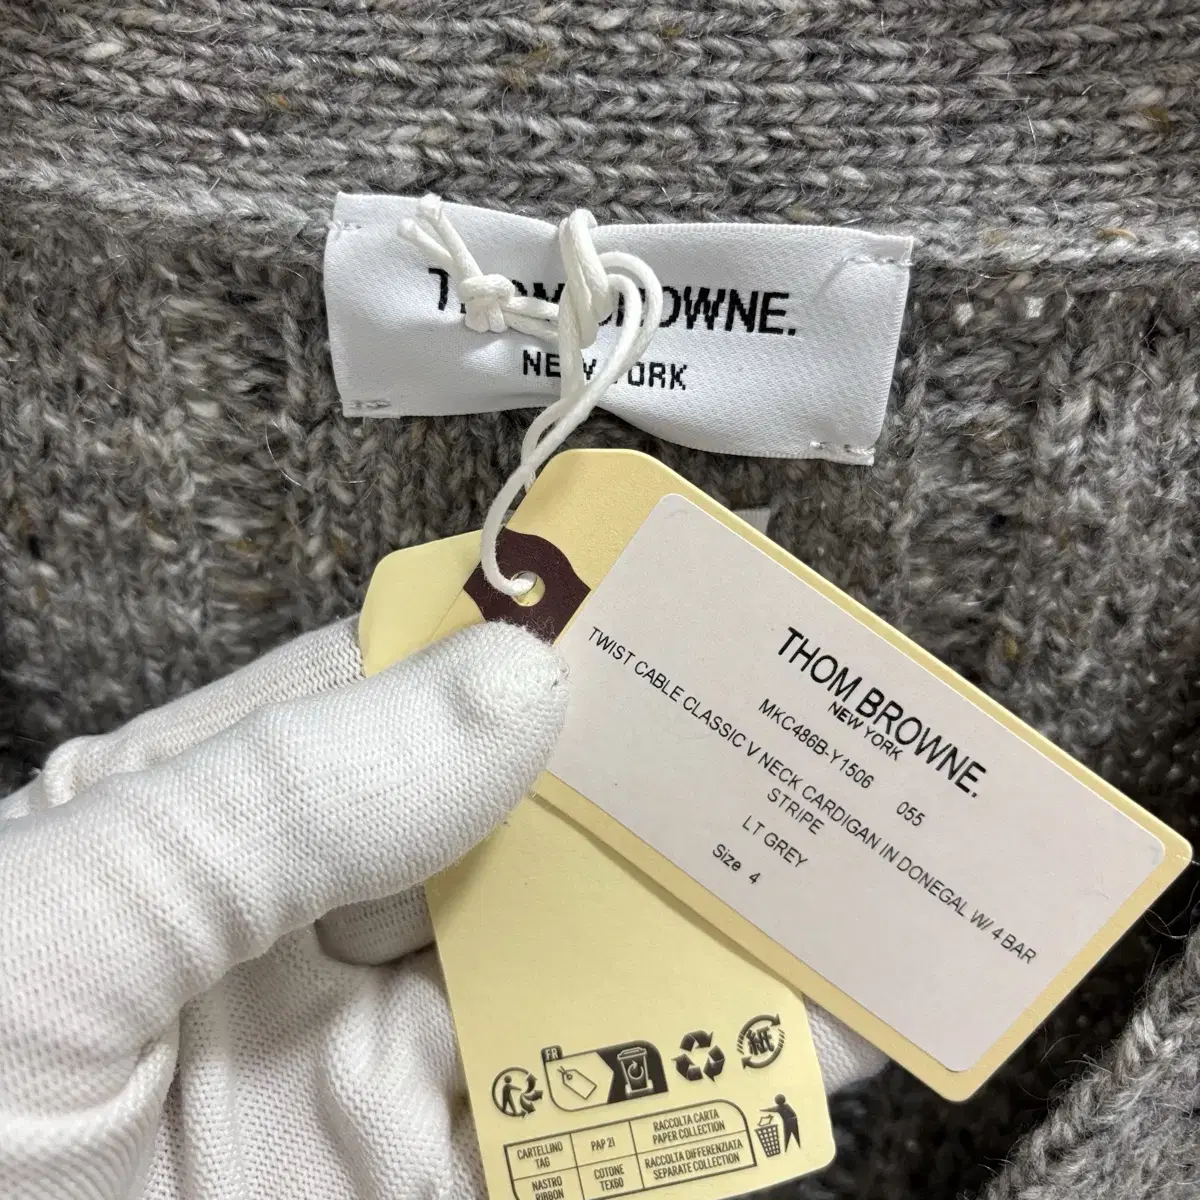 NEW YORK
THOM BROWNE.
NEW YORK
MKC486B-Y1506 055
TWIST CABLE CLASSIC V NECK CARDIGAN IN DONEGAL W/ 4 BAR
STRIPE
LT GREY
Size 4
FR
紙
CARTELLINO
TAG
PAP 21
RACCOLTA CARTA
PAPER COLLECTION
NASTRO
RIBBON
COTONE
TEX60
RACCOLTA DIFFERENZIATA
SEPARATE COLLECTION